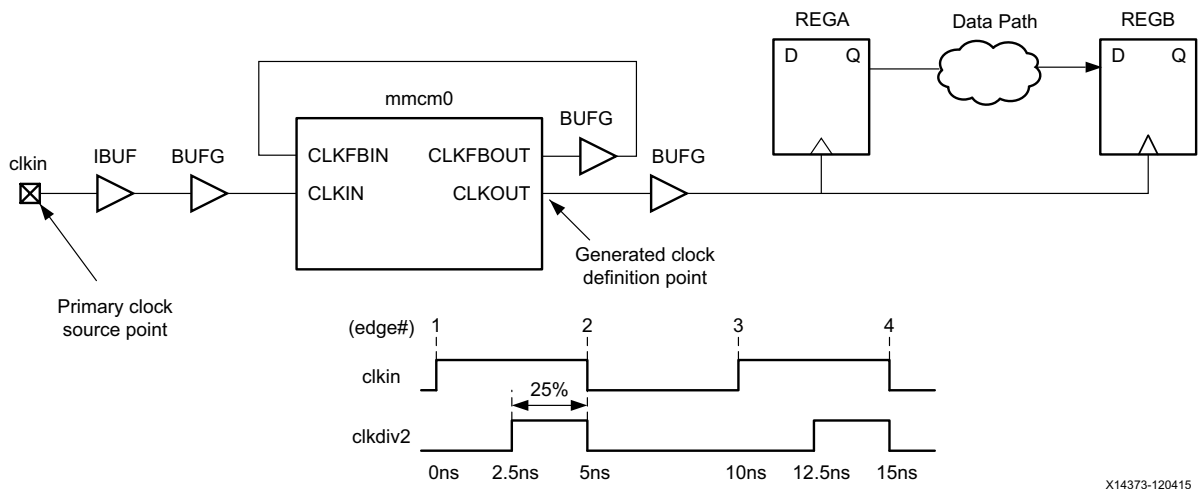 REGA
Data Path
REGB
D Q
D Q
mmcm0
BUFG
CLKFBIN
CLKFBOUT
clkin
IBUF
BUFG
BUFG
CLKIN
CLKOUT
Generated clock
definition point
Primary clock
source point
(edge#) 1 2 3 4
clkin
25%
clkdiv2
0ns 2.5ns 5ns 10ns 12.5ns 15ns
X14373-120415